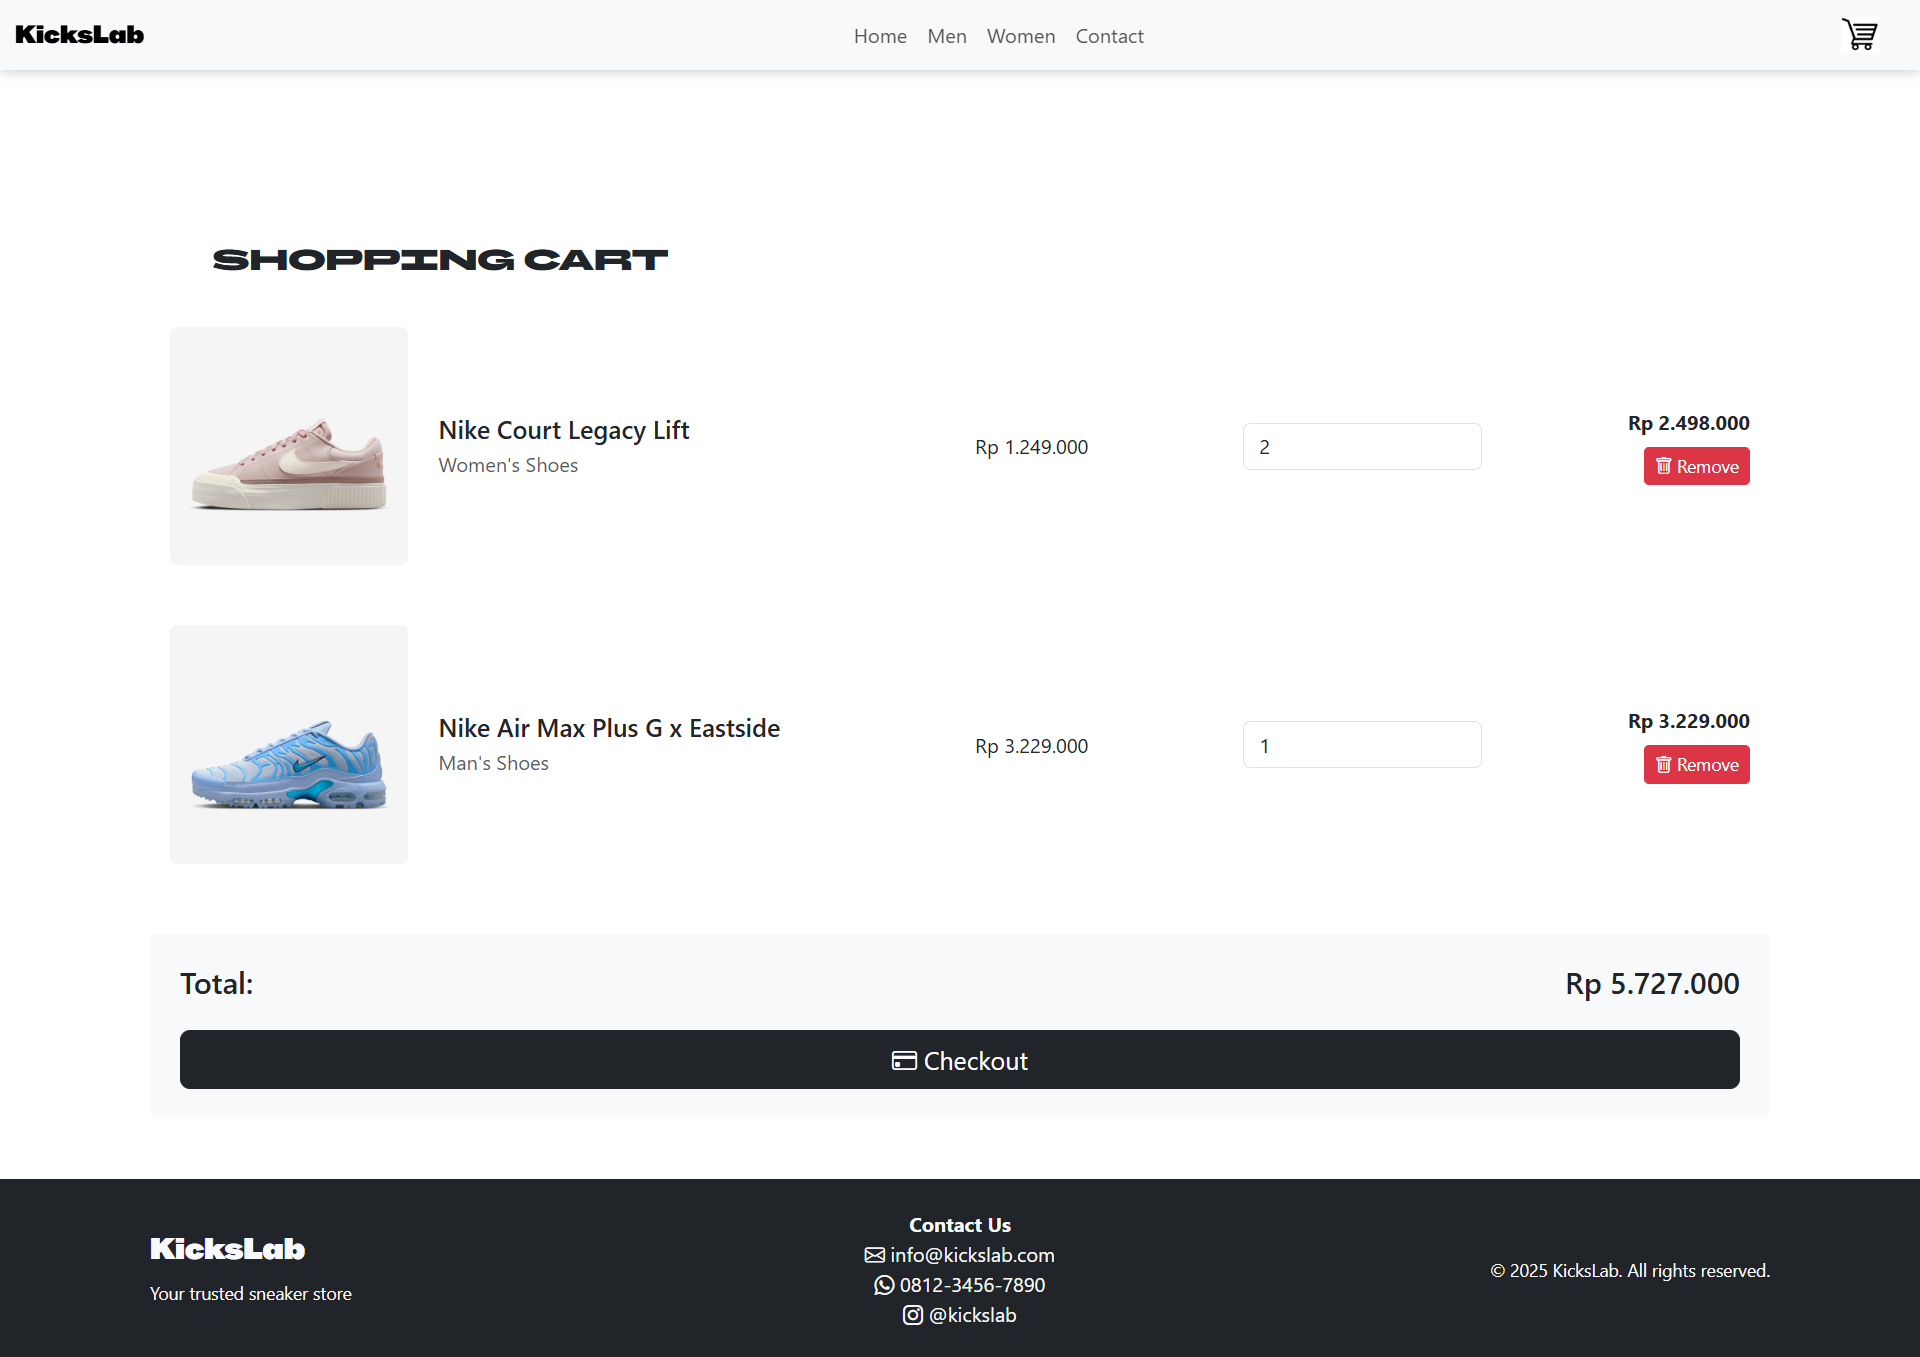 KicksLab
Home Men Women Contact
SHOPPING CART
Nike Court Legacy Lift
Women's Shoes
Rp 1.249.000
2
Rp 2.498.000
Remove
Nike Air Max Plus G x Eastside
Man's Shoes
Rp 3.229.000
1
Rp 3.229.000
Remove
Total:
Rp 5.727.000
Checkout
KicksLab
Your trusted sneaker store
Contact Us
info@kickslab.com
0812-3456-7890
@kickslab
© 2025 KicksLab. All rights reserved.